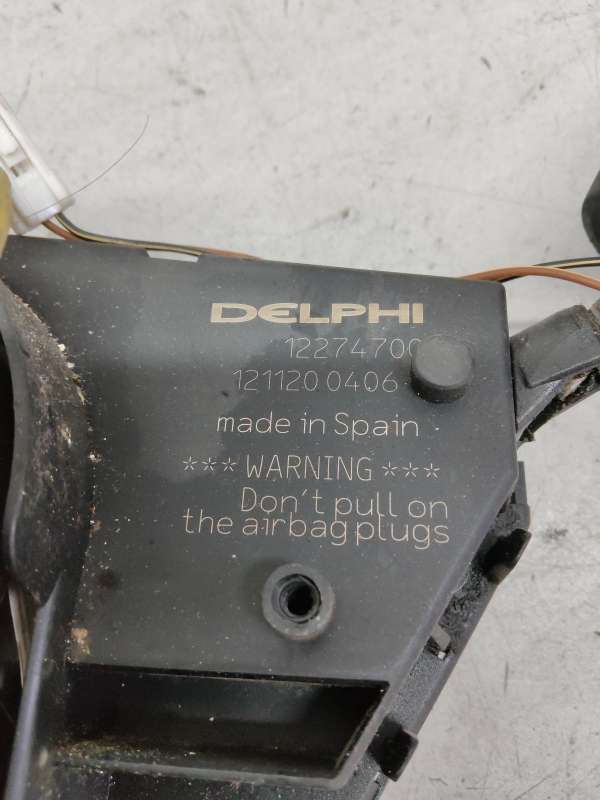 DELPHI
12274700
121120 0406
made in Spain
*** WARNING ***
Don't pull on
the airbag plugs